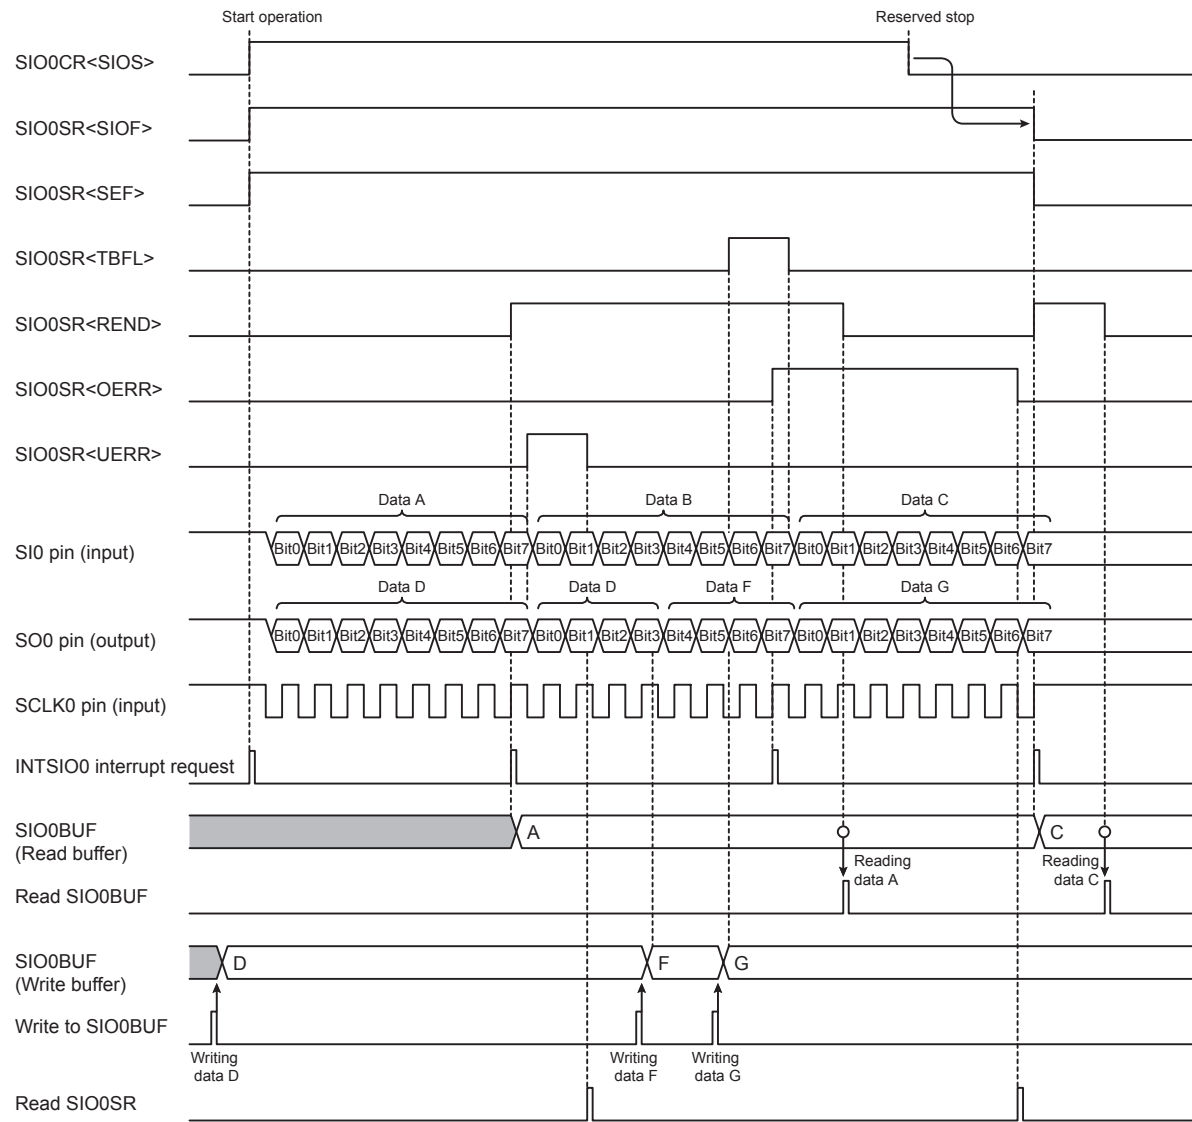 Start operation
Reserved stop
SIO0CR<SIOS>
SIO0SR<SIOF>
SIO0SR<SEF>
SIO0SR<TBFL>
SIO0SR<REND>
SIO0SR<OERR>
SIO0SR<UERR>
Data A
Data B
Data C
SI0 pin (input)
Bit0 Bit1 Bit2 Bit3 Bit4 Bit5 Bit6 Bit7 Bit0 Bit1 Bit2 Bit3 Bit4 Bit5 Bit6 Bit7 Bit0 Bit1 Bit2 Bit3 Bit4 Bit5 Bit6 Bit7
Data D
Data D
Data F
Data G
SO0 pin (output)
Bit0 Bit1 Bit2 Bit3 Bit4 Bit5 Bit6 Bit7 Bit0 Bit1 Bit2 Bit3 Bit4 Bit5 Bit6 Bit7 Bit0 Bit1 Bit2 Bit3 Bit4 Bit5 Bit6 Bit7
SCLK0 pin (input)
INTSIO0 interrupt request
SIO0BUF
(Read buffer)
A
C
Reading
data A
Reading
data C
Read SIO0BUF
SIO0BUF
(Write buffer)
D
F
G
Write to SIO0BUF
Writing
data D
Writing
data F
Writing
data G
Read SIO0SR